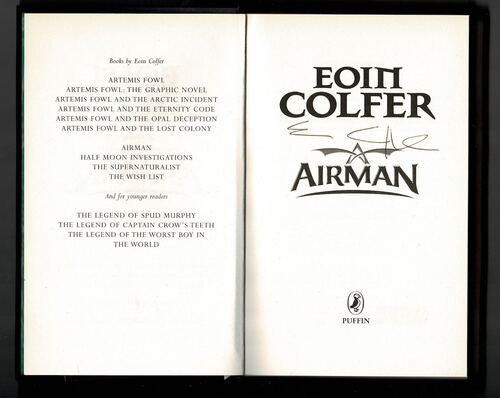 Books by Eoin Colfer
ARTEMIS FOWL
ARTEMIS FOWL: THE GRAPHIC NOVEL
ARTEMIS FOWL AND THE ARCTIC INCIDENT
ARTEMIS FOWL AND THE ETERNITY CODE
ARTEMIS FOWL AND THE OPAL DECEPTION
ARTEMIS FOWL AND THE LOST COLONY
AIRMAN
HALF MOON INVESTIGATIONS
THE SUPERNATURALIST
THE WISH LIST
And for younger readers
THE LEGEND OF SPUD MURPHY
THE LEGEND OF CAPTAIN CROW'S TEETH
THE LEGEND OF THE WORST BOY IN
THE WORLD
EOIN
COLFER
AIRMAN
PUFFIN